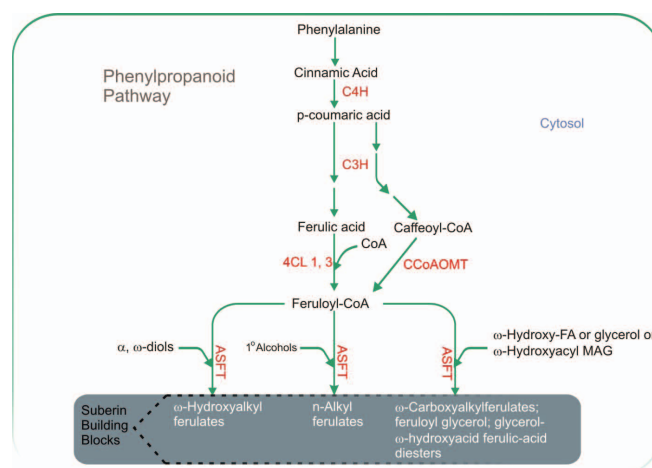 Phenylalanine
Phenylpropanoid
Pathway
Cinnamic Acid
C4H
p-coumaric acid
Cytosol
C3H
Ferulic acid
Caffeoyl-CoA
CoA
4CL 1, 3
CCoAOMT
Feruloyl-CoA
α, ω-diols
ASFT
1° Alcohols
ASFT
ASFT
ω-Hydroxy-FA or glycerol or
ω-Hydroxyacyl MAG
Suberin
Building
Blocks
ω-Hydroxyalkyl
ferulates
n-Alkyl
ferulates
ω-Carboxyalkylferulates;
feruloyl glycerol; glycerol-
ω-hydroxyacid ferulic-acid
diesters